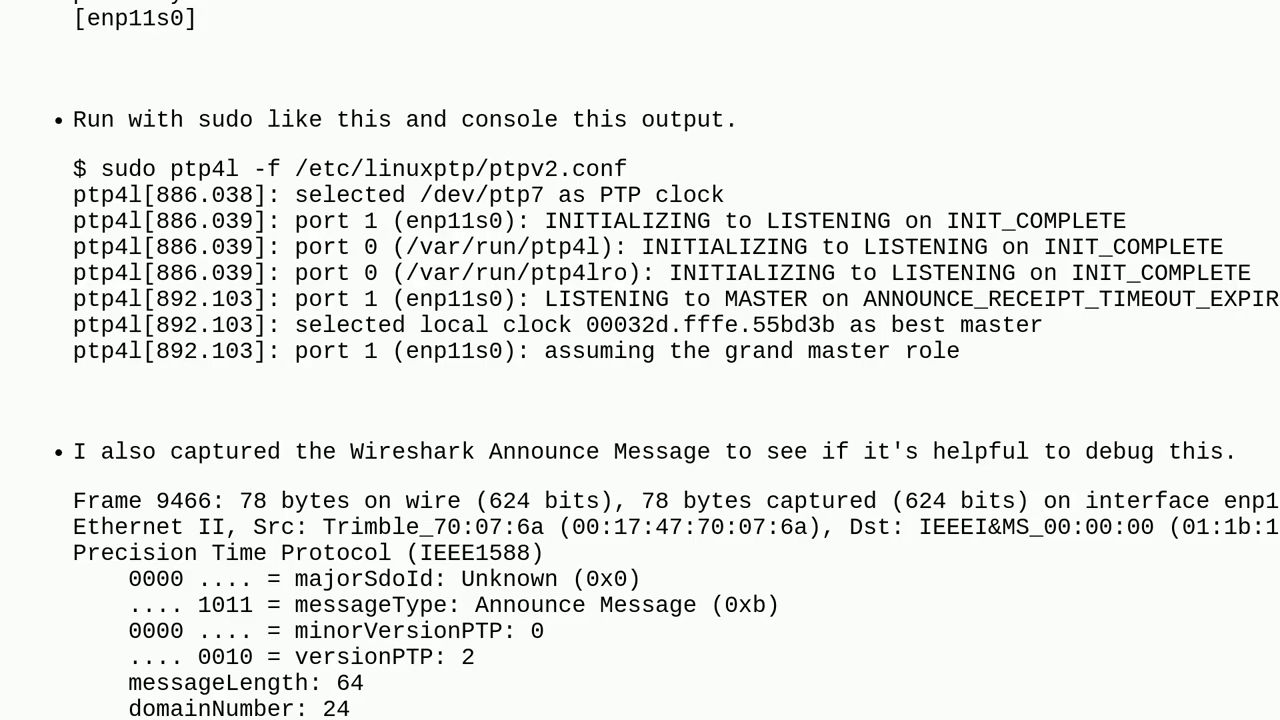 [enp11s0]
• Run with sudo like this and console this output.
$ sudo ptp4l -f /etc/linuxptp/ptpv2.conf
ptp4l[886.038]: selected /dev/ptp7 as PTP clock
ptp4l[886.039]: port 1 (enp11s0): INITIALIZING to LISTENING on INIT_COMPLETE
ptp4l[886.039]: port 0 (/var/run/ptp4l): INITIALIZING to LISTENING on INIT_COMPLETE
ptp4l[886.039]: port 0 (/var/run/ptp4lro): INITIALIZING to LISTENING on INIT_COMPLETE
ptp4l[892.103]: port 1 (enp11s0): LISTENING to MASTER on ANNOUNCE_RECEIPT_TIMEOUT_EXPIR
ptp4l[892.103]: selected local clock 00032d.fffe.55bd3b as best master
ptp4l[892.103]: port 1 (enp11s0): assuming the grand master role
• I also captured the Wireshark Announce Message to see if it's helpful to debug this.
Frame 9466: 78 bytes on wire (624 bits), 78 bytes captured (624 bits) on interface enp1
Ethernet II, Src: Trimble_70:07:6a (00:17:47:70:07:6a), Dst: IEEEI&MS_00:00:00 (01:1b:1
Precision Time Protocol (IEEE1588)
    0000 .... = majorSdoId: Unknown (0x0)
    .... 1011 = messageType: Announce Message (0xb)
    0000 .... = minorVersionPTP: 0
    .... 0010 = versionPTP: 2
    messageLength: 64
    domainNumber: 24